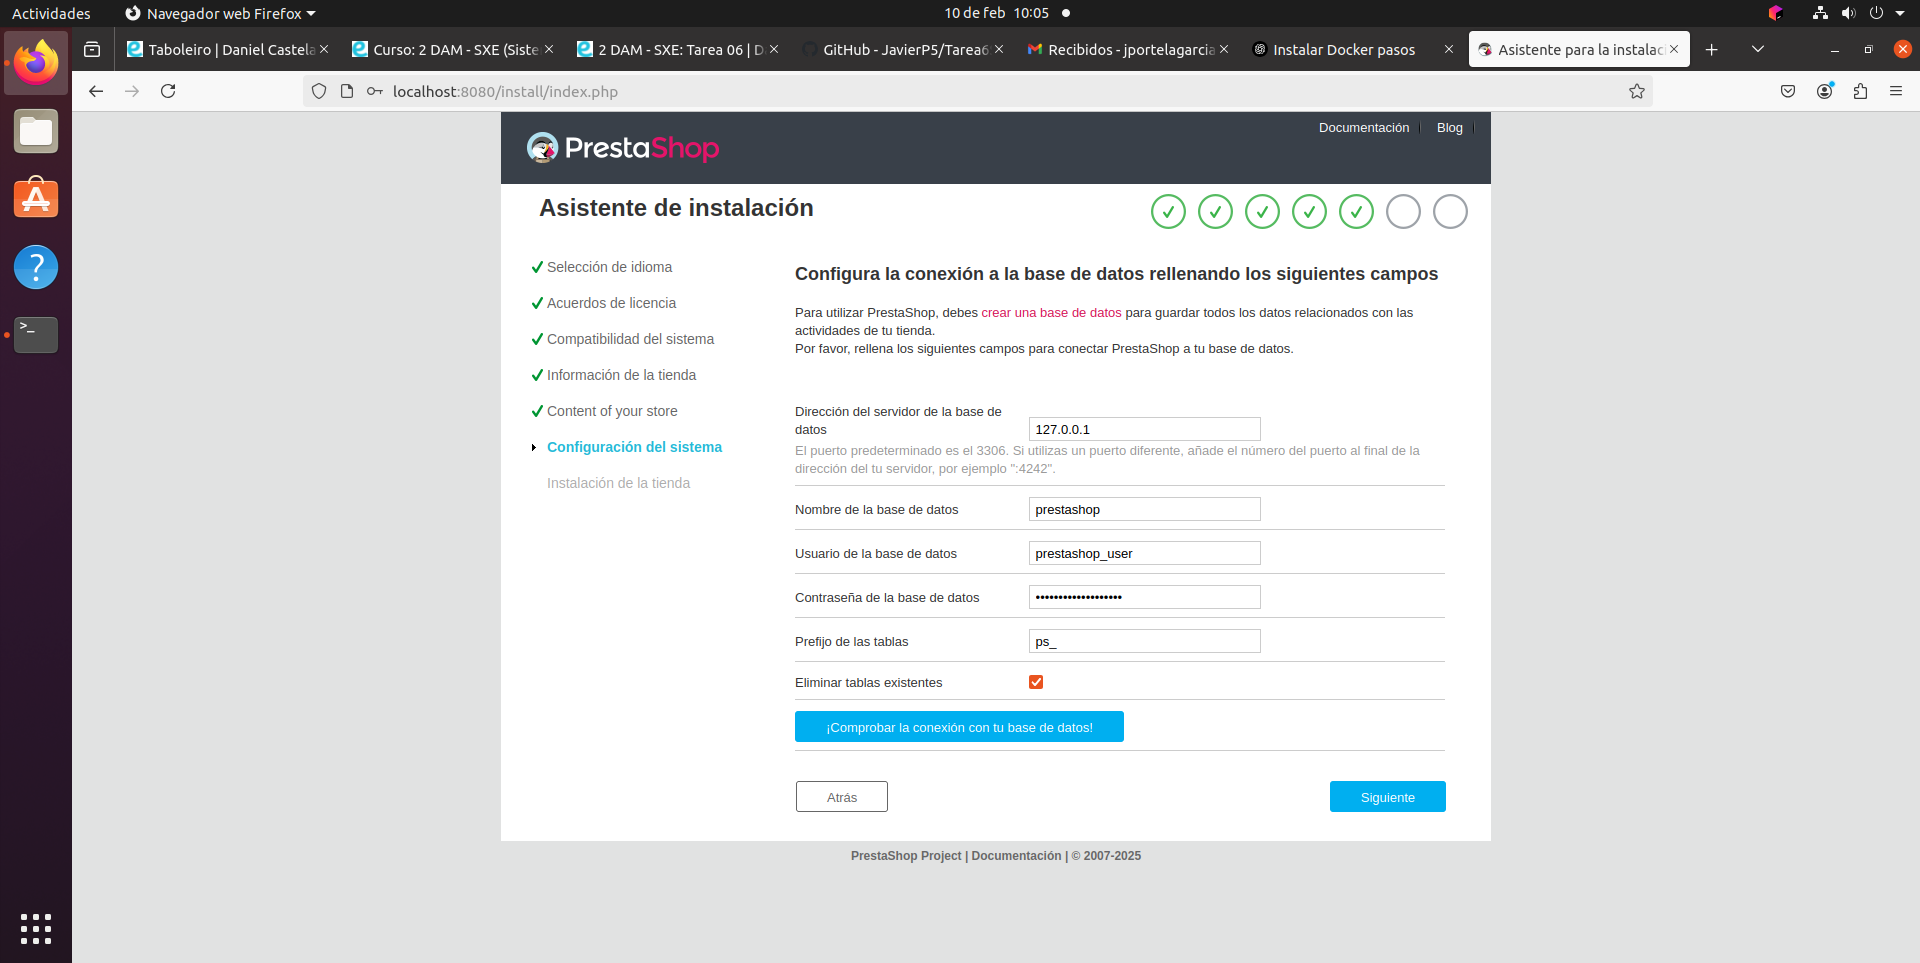 Actividades
Navegador web Firefox
10 de feb 10:05
Taboleiro | Daniel Castela
Curso: 2 DAM - SXE (Siste
2 DAM - SXE: Tarea 06 | D
GitHub - JavierP5/Tarea6
Recibidos - jportelagarcia
Instalar Docker pasos
Asistente para la instalac
localhost:8080/install/index.php
Documentación
Blog
PrestaShop
Asistente de instalación
Selección de idioma
Acuerdos de licencia
Compatibilidad del sistema
Información de la tienda
Content of your store
Configuración del sistema
Instalación de la tienda
Configura la conexión a la base de datos rellenando los siguientes campos
Para utilizar PrestaShop, debes crear una base de datos para guardar todos los datos relacionados con las
actividades de tu tienda.
Por favor, rellena los siguientes campos para conectar PrestaShop a tu base de datos.
Dirección del servidor de la base de
datos
127.0.0.1
El puerto predeterminado es el 3306. Si utilizas un puerto diferente, añade el número del puerto al final de la
dirección del tu servidor, por ejemplo ":4242".
Nombre de la base de datos
prestashop
Usuario de la base de datos
prestashop_user
Contraseña de la base de datos
•••••••••••••••••••
Prefijo de las tablas
ps_
Eliminar tablas existentes
¡Comprobar la conexión con tu base de datos!
Atrás
Siguiente
PrestaShop Project | Documentación | © 2007-2025